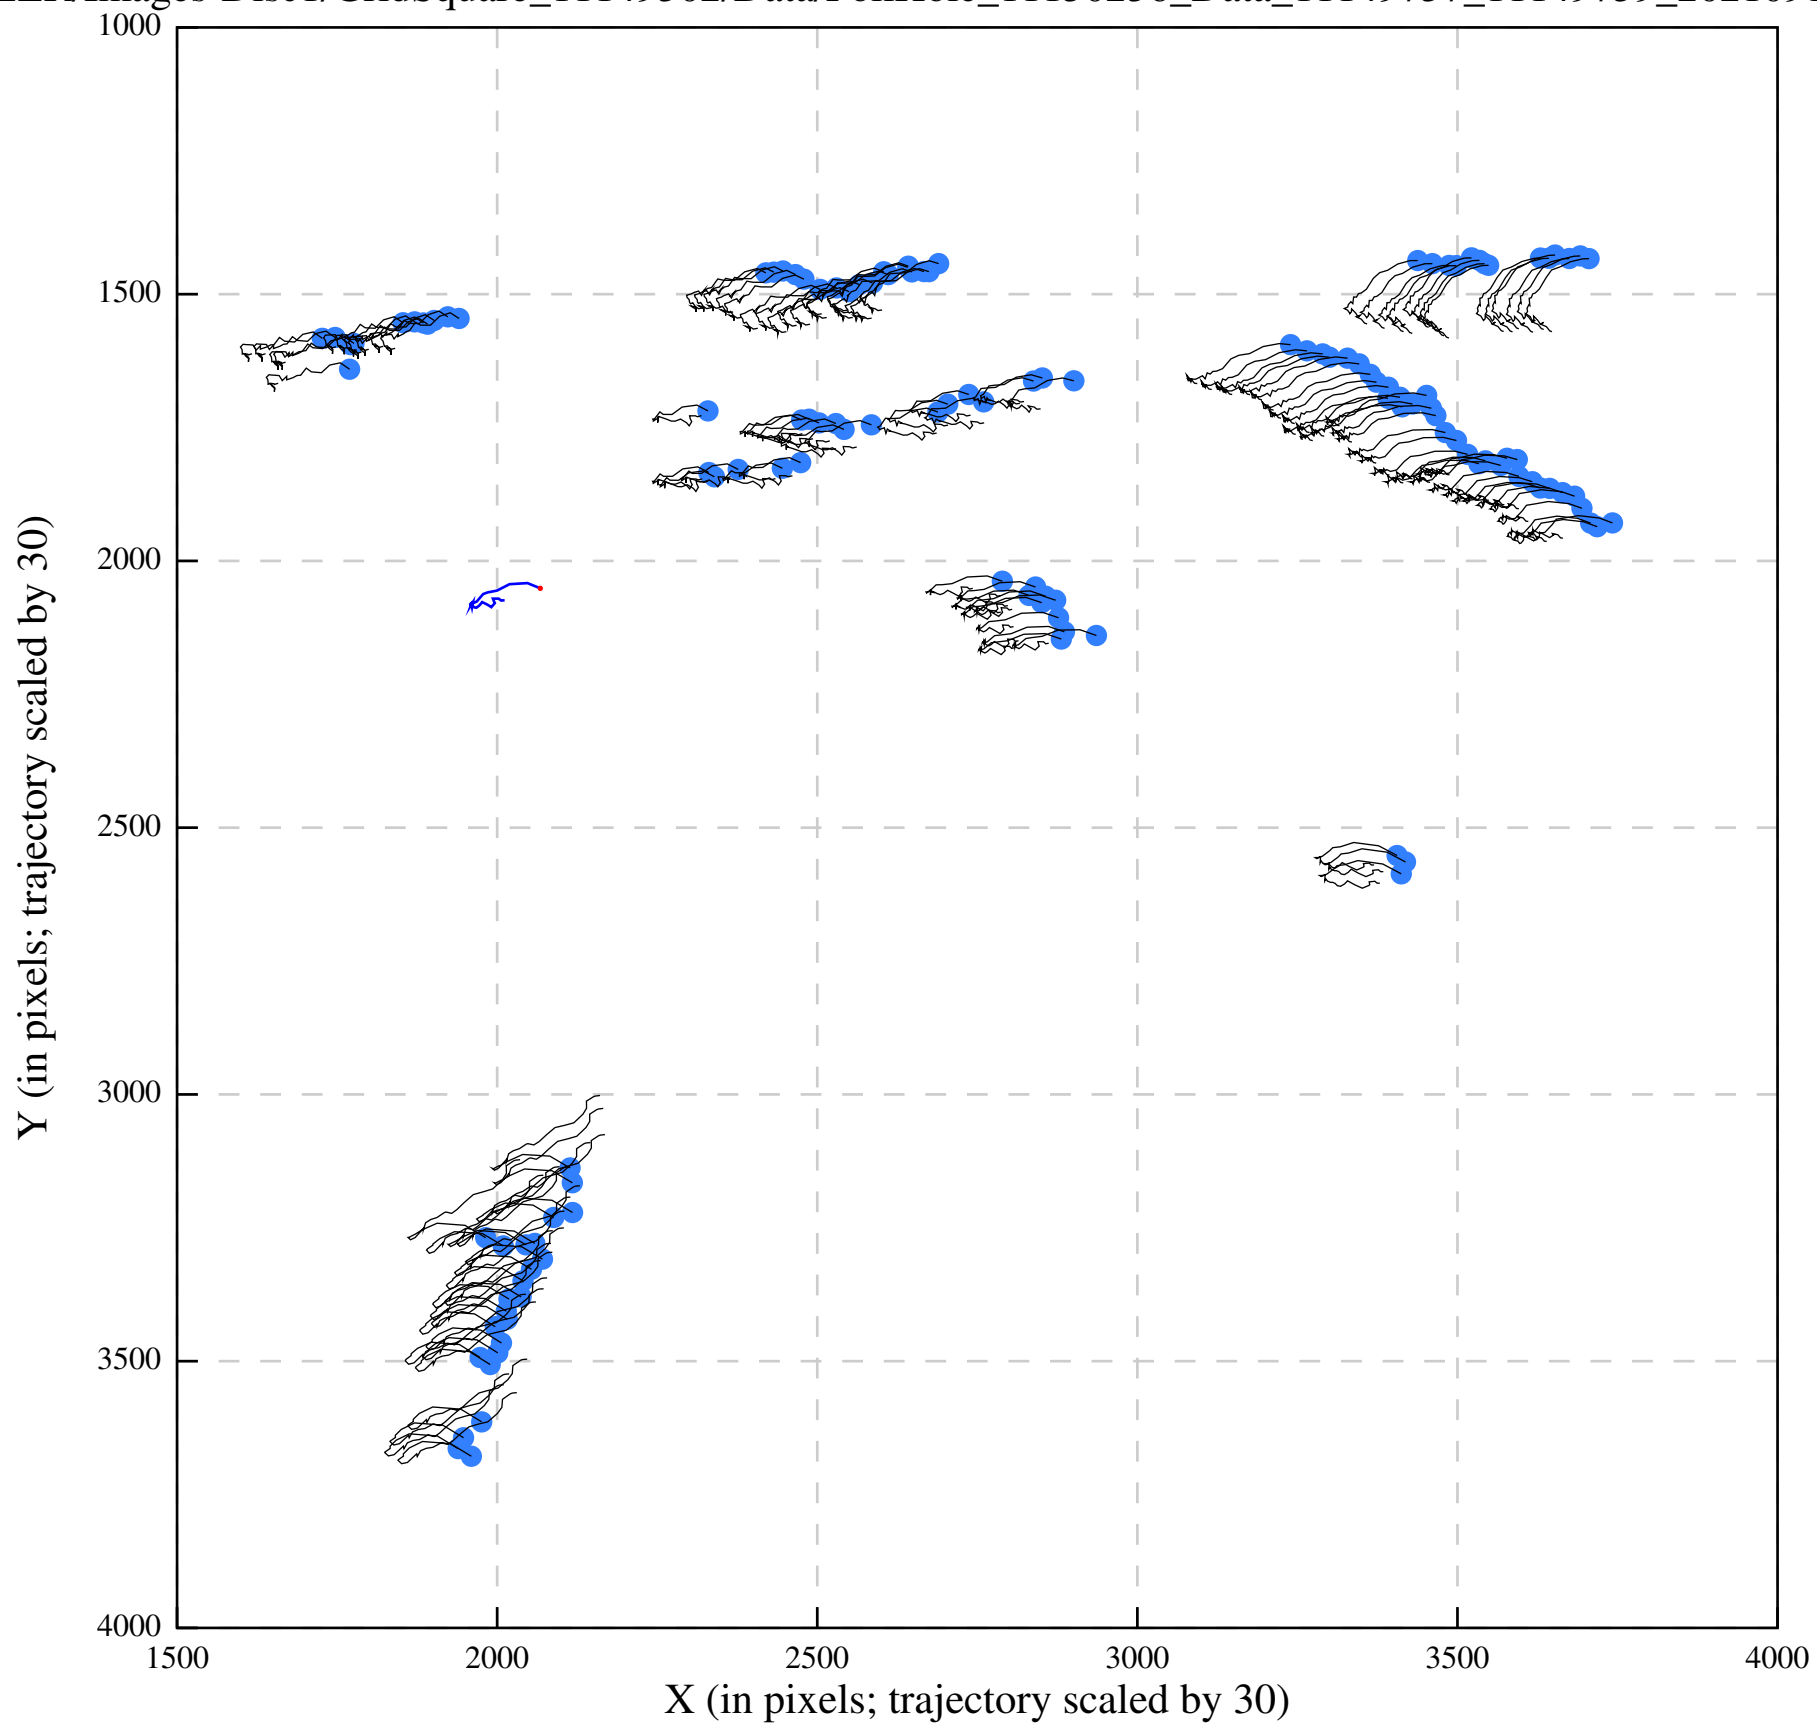 1000
1500
2000
2500
3000
3500
4000
1500 2000 2500 3000 3500 4000
X (in pixels; trajectory scaled by 30)
Y (in pixels; trajectory scaled by 30)